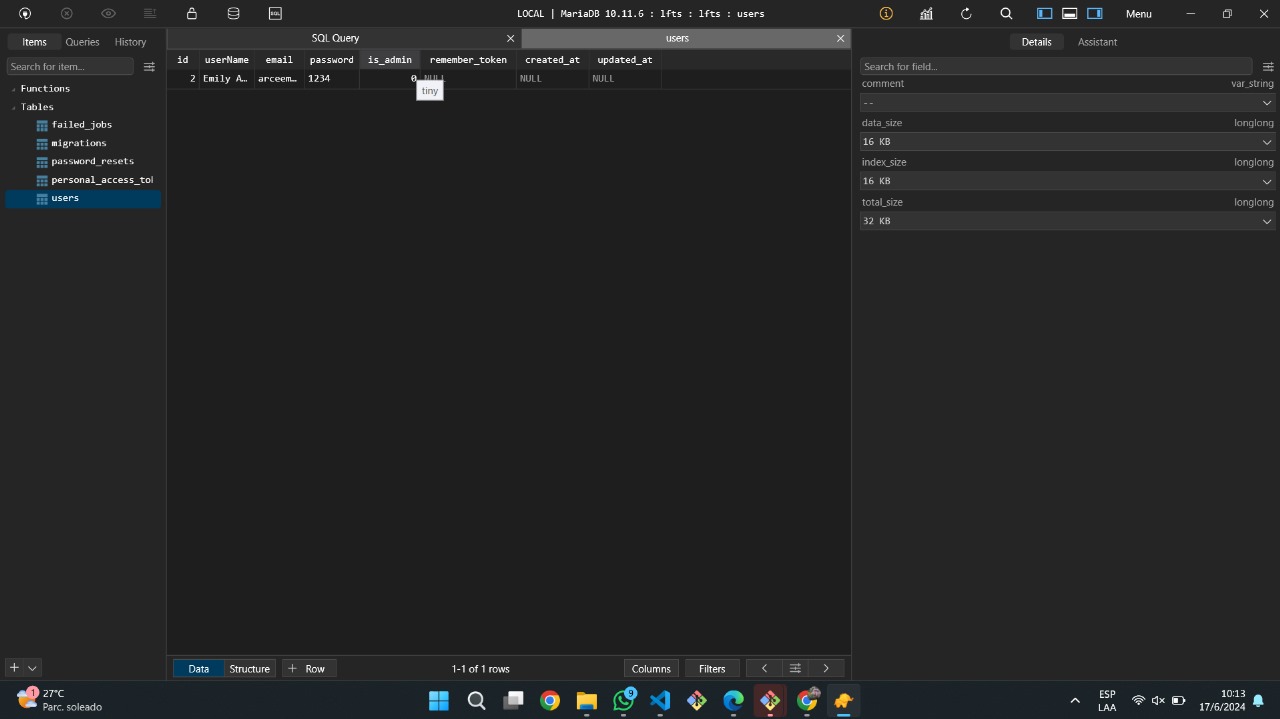 SQL
LOCAL | MariaDB 10.11.6 : lfts : lfts : users
Menu
Items
Queries
History
SQL Query
users
Details
Assistant
Search for item...
id
userName
email
password
is_admin
remember_token
created_at
updated_at
Search for field...
2
Emily A...
arceem...
1234
0
NULL
NULL
NULL
tiny
Functions
Tables
failed_jobs
migrations
password_resets
personal_access_tol
users
comment
var_string
--
data_size
longlong
16 KB
index_size
longlong
16 KB
total_size
longlong
32 KB
Data
Structure
Row
1-1 of 1 rows
Columns
Filters
1
27°C
Parc. soleado
9
ESP
LAA
10:13
17/6/2024